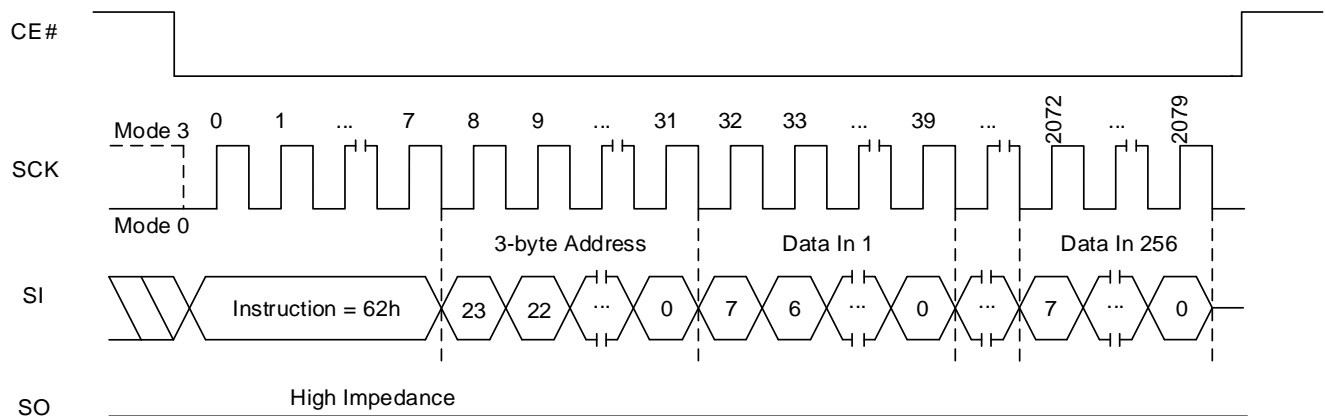 CE#
0 1 ... 7 8 9 ... 31 32 33 ... 39 ... 2072 ... 2079
Mode 3
SCK
Mode 0
3-byte Address Data In 1 Data In 256
SI Instruction = 62h 23 22 ... 0 7 6 ... 0 ... 7 ... 0
High Impedance
SO